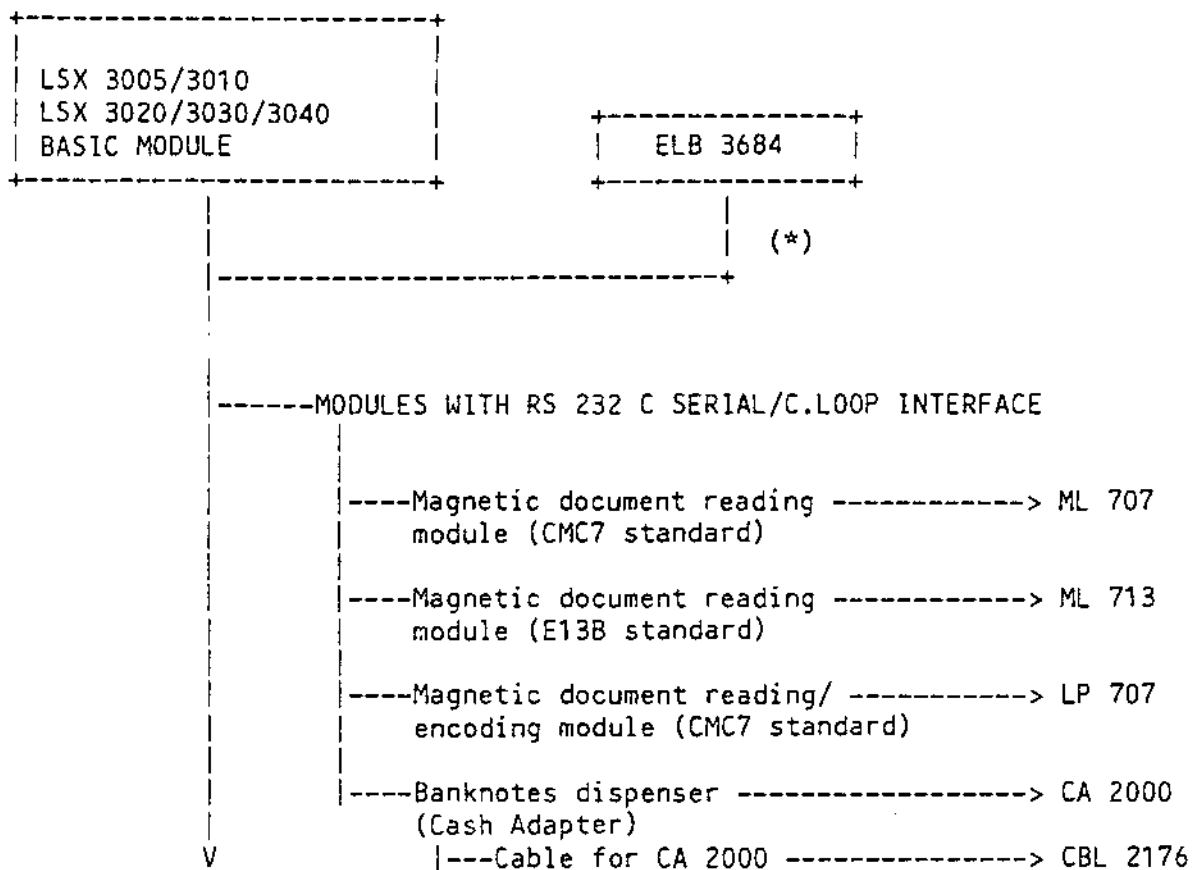 LSX 3005/3010
LSX 3020/3030/3040
BASIC MODULE
ELB 3684
(*)
MODULES WITH RS 232 C SERIAL/C.LOOP INTERFACE
Magnetic document reading ------------> ML 707
module (CMC7 standard)
Magnetic document reading ------------> ML 713
module (E13B standard)
Magnetic document reading/ -----------> LP 707
encoding module (CMC7 standard)
Banknotes dispenser ------------------> CA 2000
(Cash Adapter)
Cable for CA 2000 ---------------> CBL 2176
V